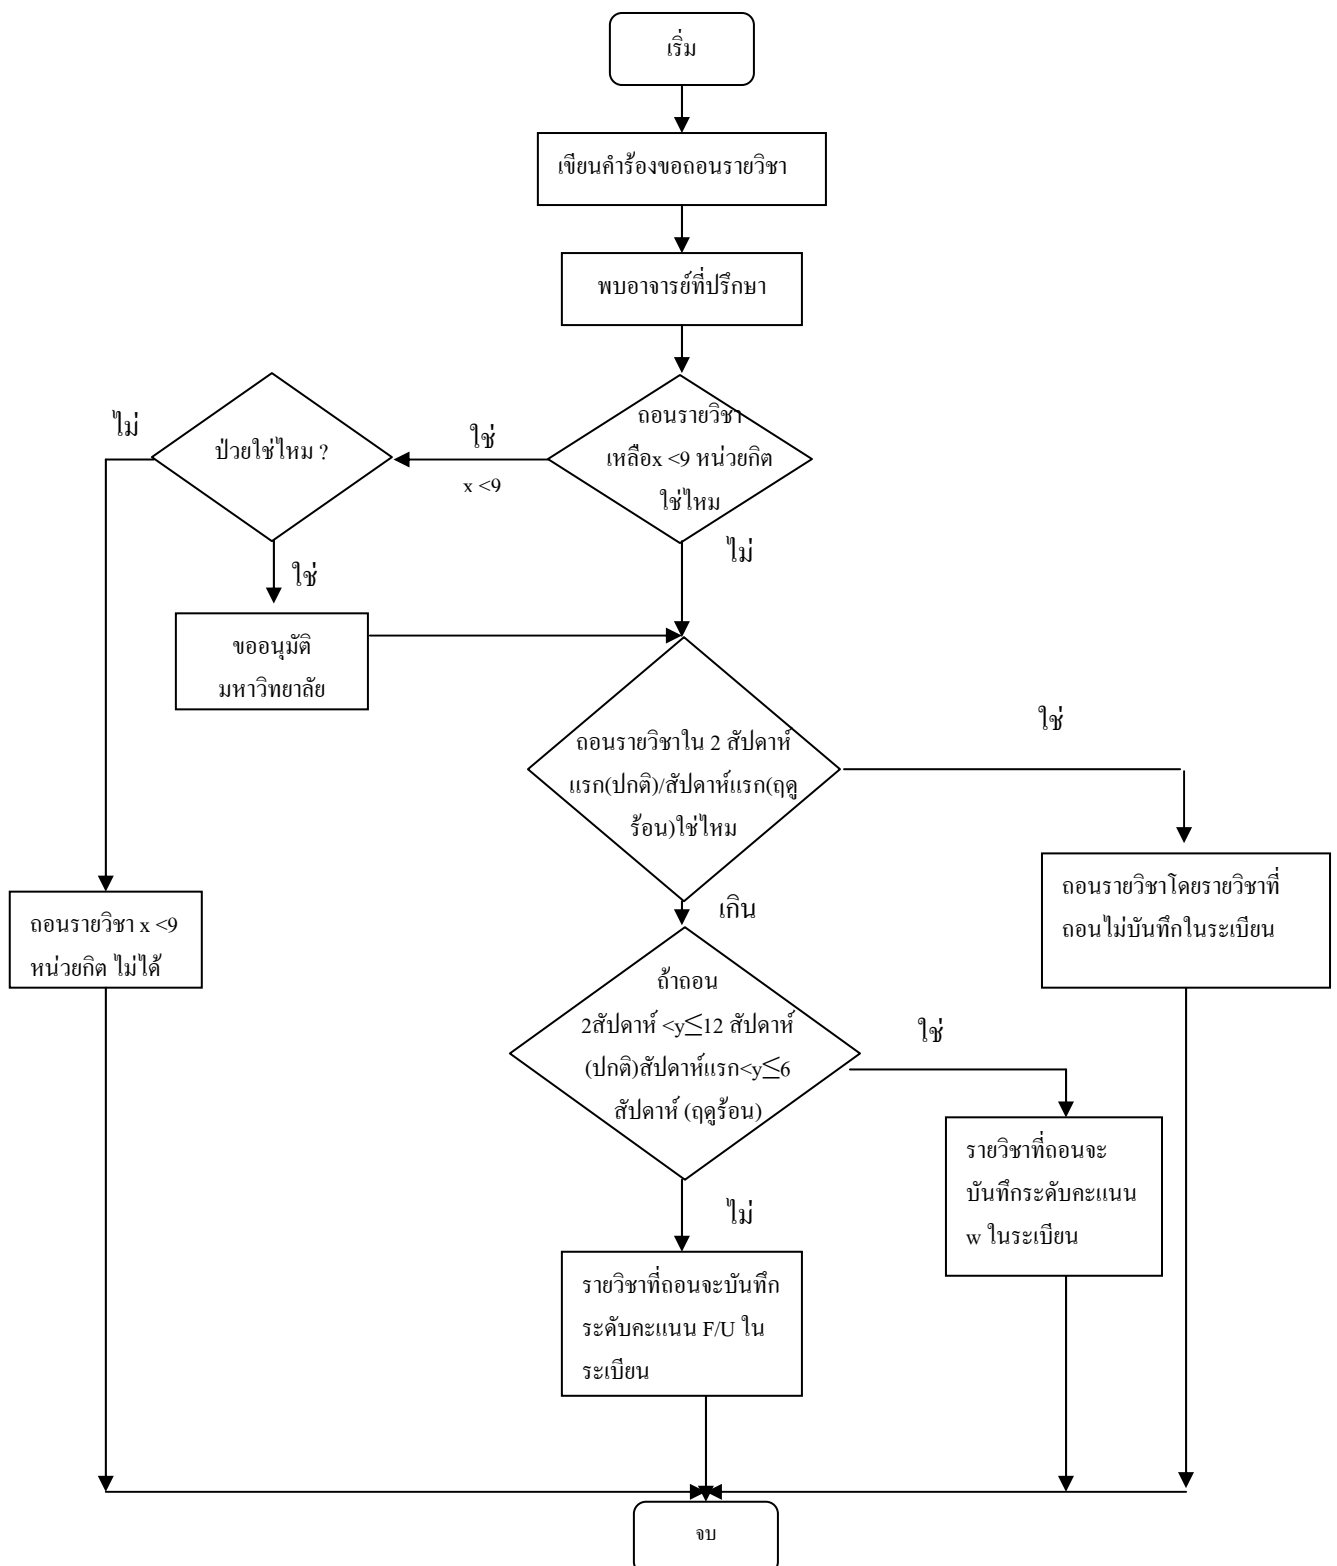 เริ่ม
เขียนคำร้องขอถอนรายวิชา
พบอาจารย์ที่ปรึกษา
ถอนรายวิชา
เหลือx <9 หน่วยกิต
ใช่ไหม
ใช่
x <9
ป่วยใช่ไหม ?
ไม่
ใช่
ไม่
ขออนุมัติ
มหาวิทยาลัย
ถอนรายวิชาใน 2 สัปดาห์
แรก(ปกติ)/สัปดาห์แรก(ฤดู
ร้อน)ใช่ไหม
ใช่
เกิน
ถอนรายวิชาโดยรายวิชาที่
ถอนไม่บันทึกในระเบียน
ถอนรายวิชา x <9
หน่วยกิต ไม่ได้
ถ้าถอน
2สัปดาห์ <y≤12 สัปดาห์
(ปกติ)สัปดาห์แรก<y≤6
สัปดาห์ (ฤดูร้อน)
ใช่
รายวิชาที่ถอนจะ
บันทึกระดับคะแนน
w ในระเบียน
ไม่
รายวิชาที่ถอนจะบันทึก
ระดับคะแนน F/U ใน
ระเบียน
จบ